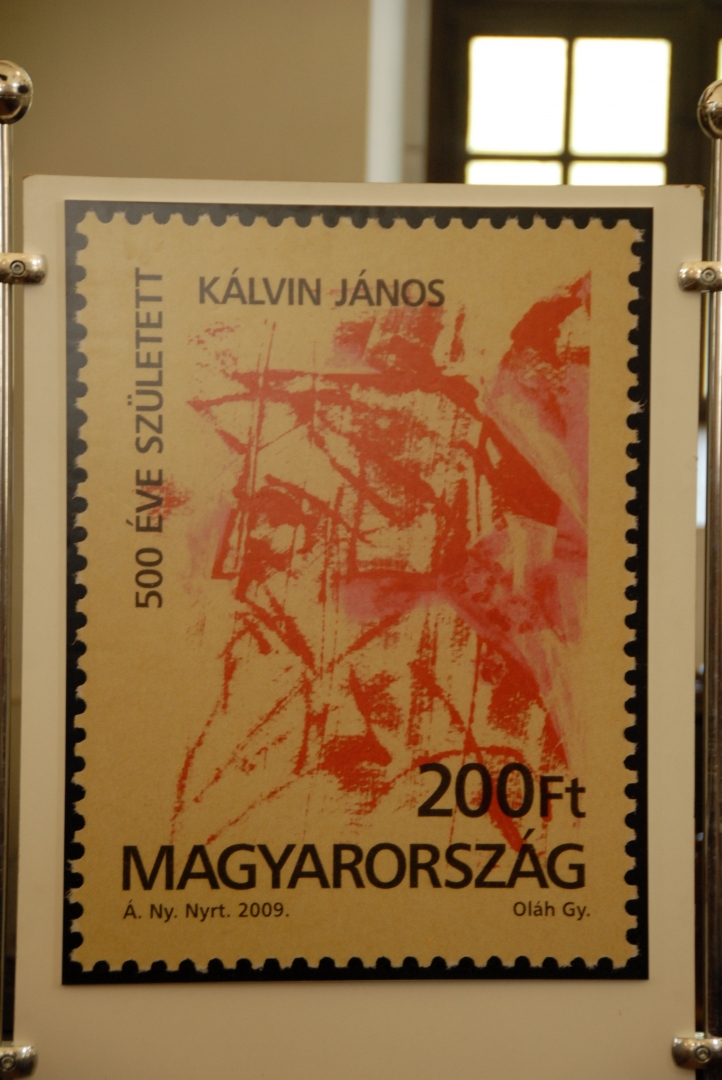 KÁLVIN JÁNOS
500 ÉVE SZÜLETETT
200Ft
MAGYARORSZÁG
Á. Ny. Nyrt. 2009.
Oláh Gy.